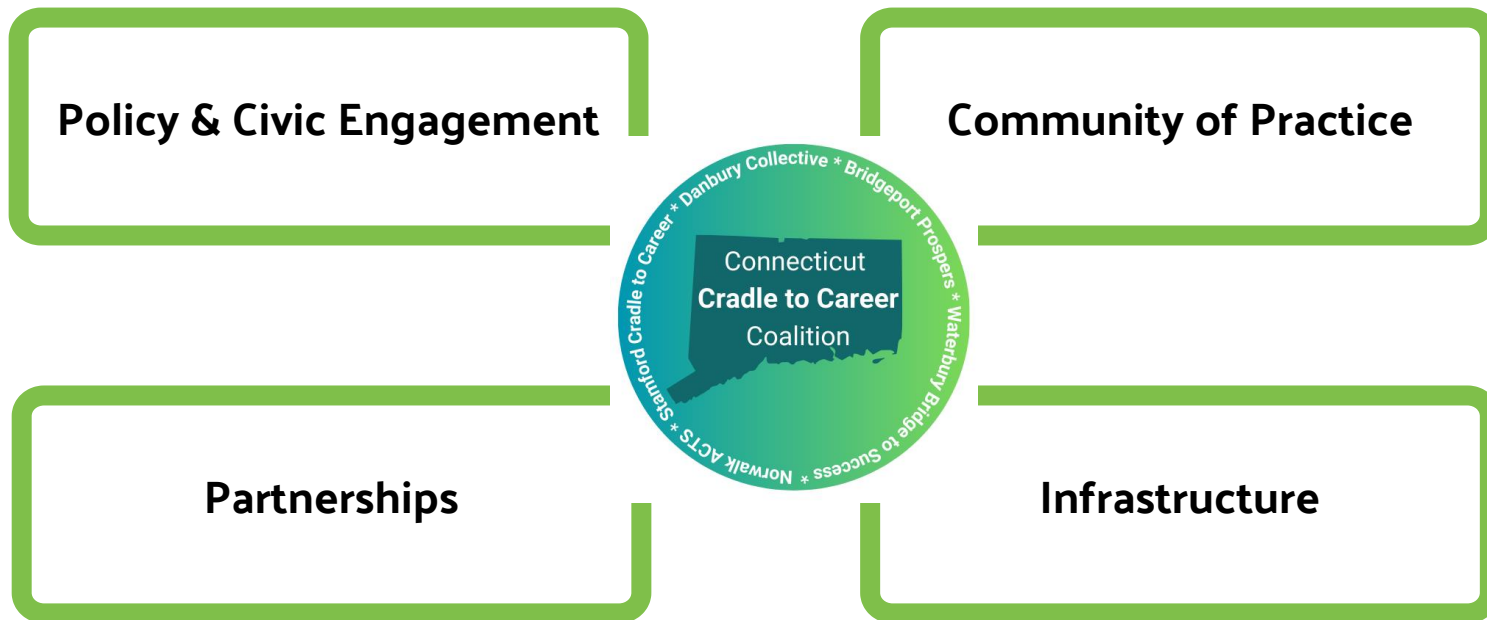 Policy & Civic Engagement
Community of Practice
Stamford Cradle to Career * Danbury Collective * Bridgeport Prospers * Waterbury Bridge to Success * Norwalk ACTS *
Connecticut
Cradle to Career
Coalition
Partnerships
Infrastructure